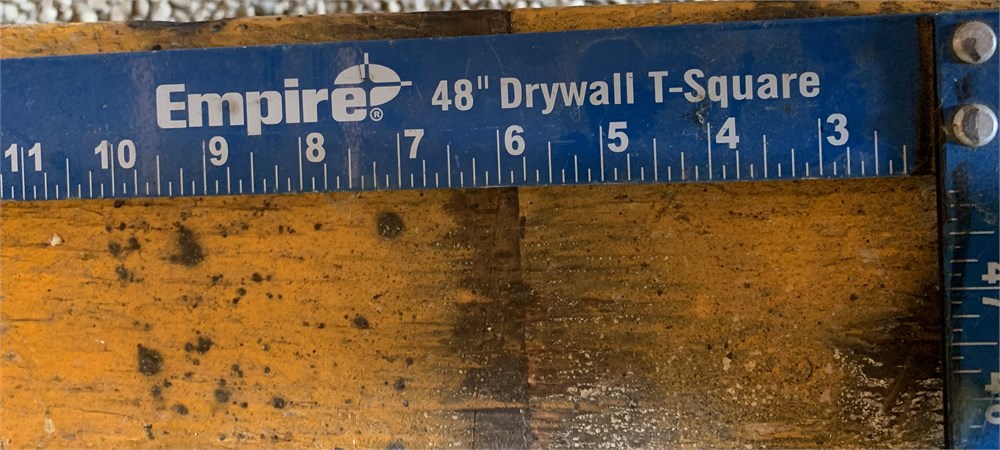 Empire® 48" Drywall T-Square
11 10 9 8 7 6 5 4 3